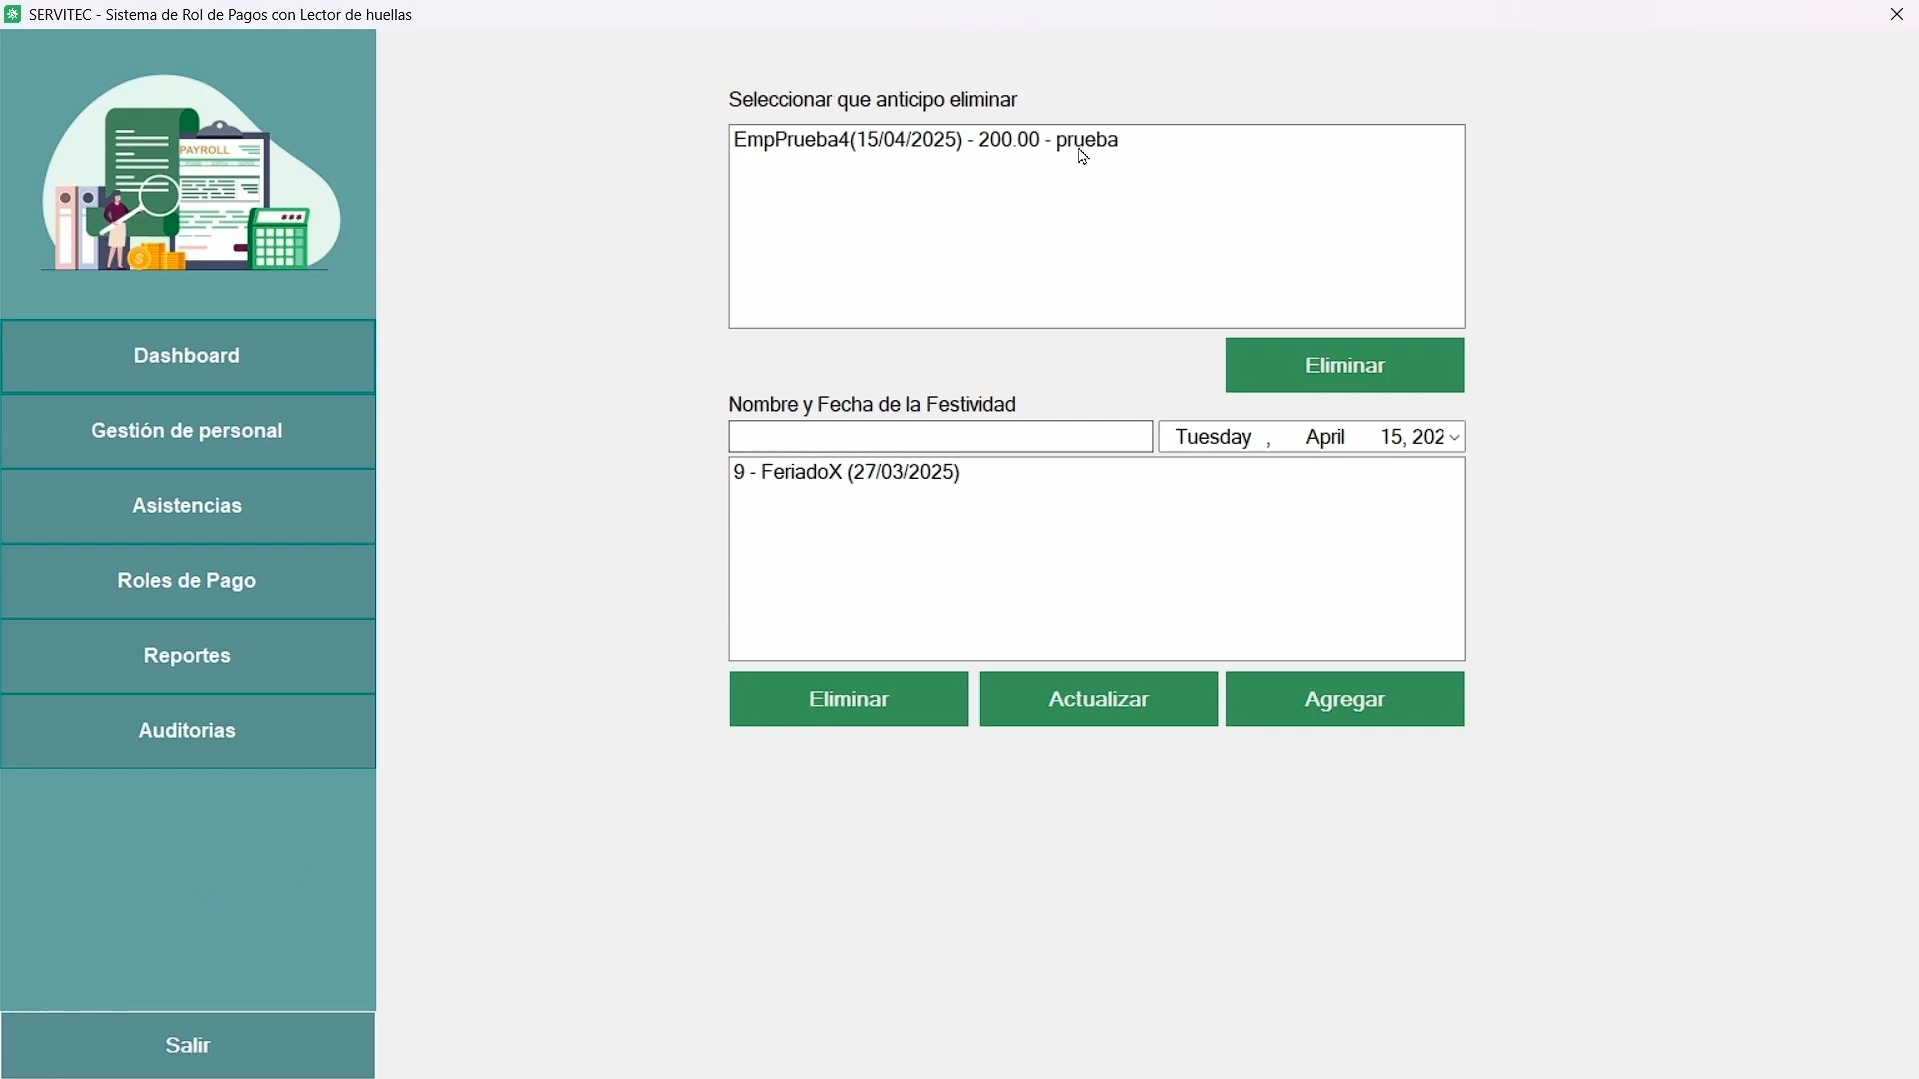 SERVITEC - Sistema de Rol de Pagos con Lector de huellas
PAYROLL
Dashboard
Gestión de personal
Asistencias
Roles de Pago
Reportes
Auditorias
Salir
Seleccionar que anticipo eliminar
EmpPrueba4(15/04/2025) - 200.00 - prueba
Eliminar
Nombre y Fecha de la Festividad
Tuesday , April 15, 202
9 - FeriadoX (27/03/2025)
Eliminar Actualizar Agregar